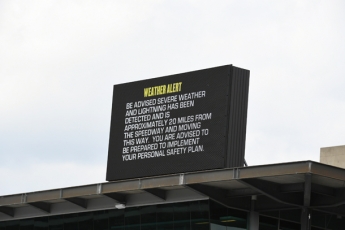 WEATHER ALERT
BE ADVISED SEVERE WEATHER
AND LIGHTNING HAS BEEN
DETECTED AND IS
APPROXIMATELY 20 MILES FROM
THE SPEEDWAY AND MOVING
THIS WAY. YOU ARE ADVISED TO
BE PREPARED TO IMPLEMENT
YOUR PERSONAL SAFETY PLAN.